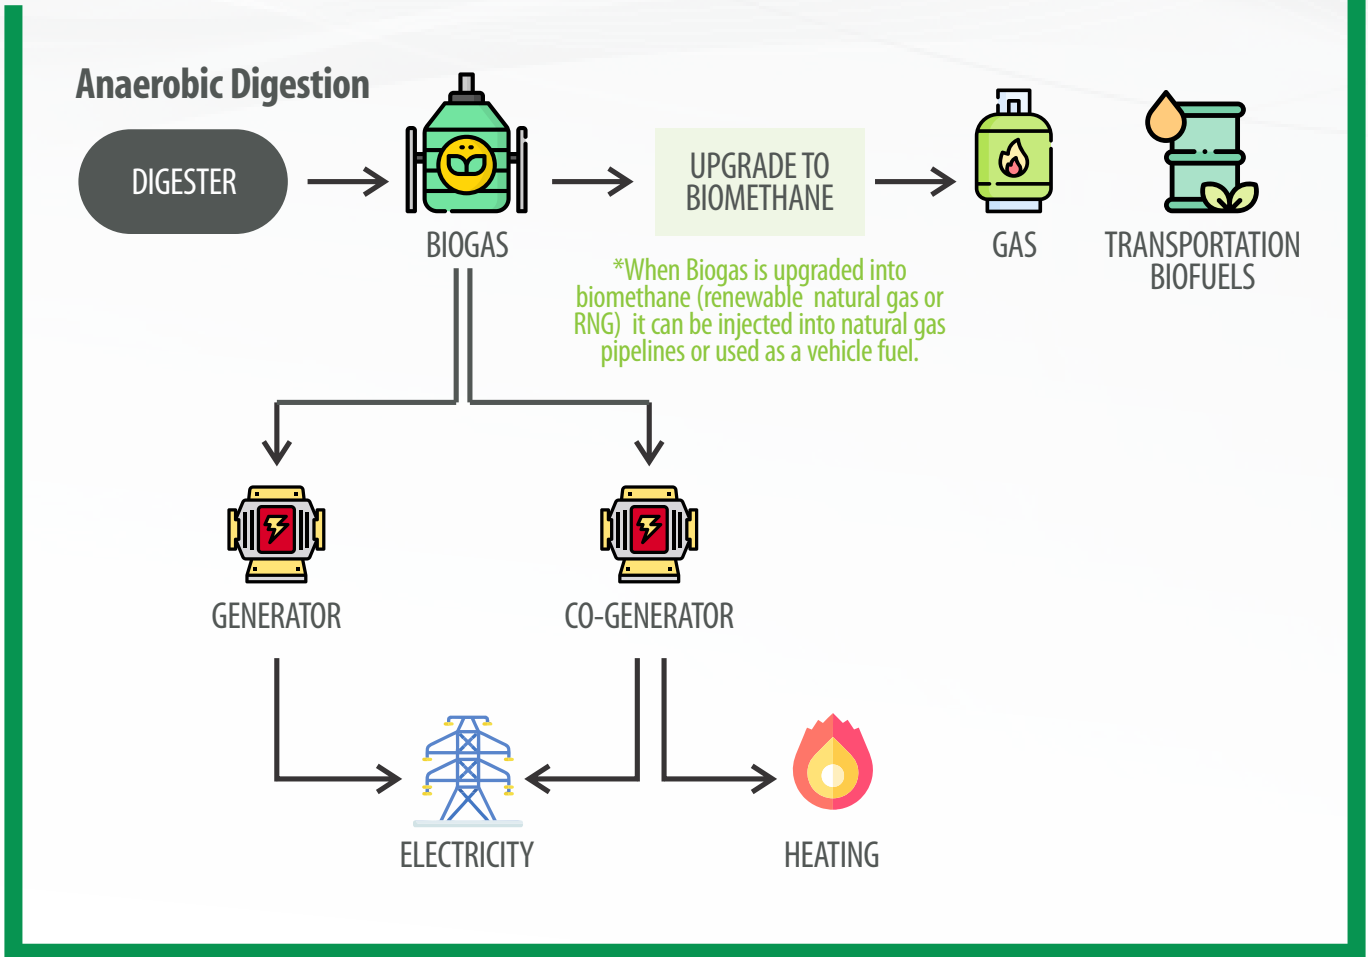 Anaerobic Digestion
DIGESTER
BIOGAS
UPGRADE TO
BIOMETHANE
GAS
TRANSPORTATION
BIOFUELS
*When Biogas is upgraded into
biomethane (renewable natural gas or
RNG) it can be injected into natural gas
pipelines or used as a vehicle fuel.
GENERATOR
CO-GENERATOR
ELECTRICITY
HEATING